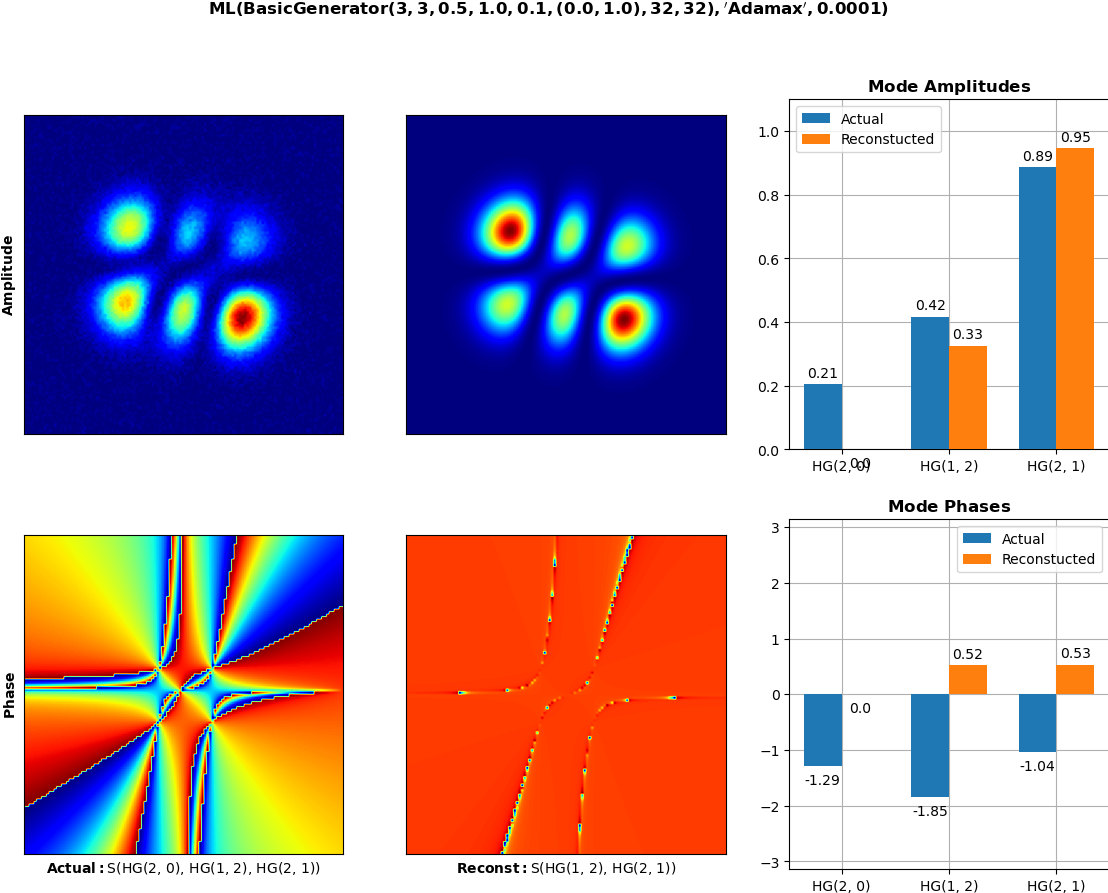 ML(BasicGenerator(3, 3, 0.5, 1.0, 0.1, (0.0, 1.0), 32, 32), 'Adamax', 0.0001)
Amplitude
Mode Amplitudes
Actual
Reconstucted
1.0
0.8
0.6
0.4
0.2
0.0
0.21
0.0
0.42
0.33
0.89
0.95
HG(2, 0)
HG(1, 2)
HG(2, 1)
Phase
Actual: S(HG(2, 0), HG(1, 2), HG(2, 1))
Reconst: S(HG(1, 2), HG(2, 1))
Mode Phases
Actual
Reconstucted
3
2
1
0
−1
−2
−3
-1.29
0.0
-1.85
0.52
-1.04
0.53
HG(2, 0)
HG(1, 2)
HG(2, 1)